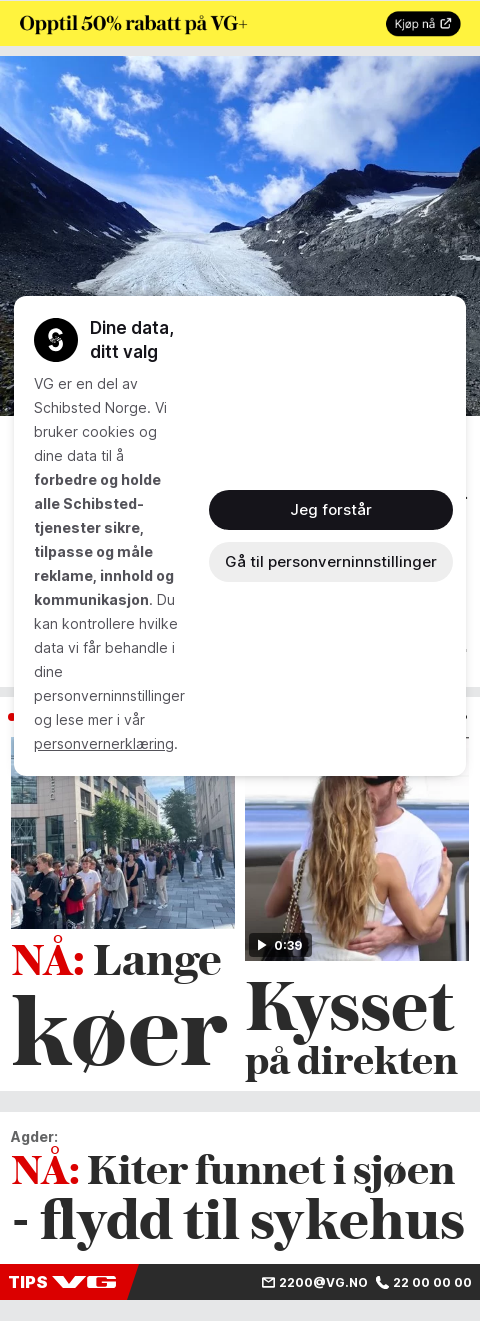 Opptil 50% rabatt på VG+
Kjøp nå
Dine data,
ditt valg
VG er en del av
Schibsted Norge. Vi
bruker cookies og
dine data til å
forbedre og holde
alle Schibsted-
tjenester sikre,
tilpasse og måle
reklame, innhold og
kommunikasjon. Du
kan kontrollere hvilke
data vi får behandle i
dine
personverninnstillinger
og lese mer i vår
personvernerklæring.
Jeg forstår
Gå til personverninnstillinger
NÅ: Lange
køer
0:39
Kysset
på direkten
Agder:
NÅ: Kiter funnet i sjøen
- flydd til sykehus
TIPS VG
2200@VG.NO
22 00 00 00